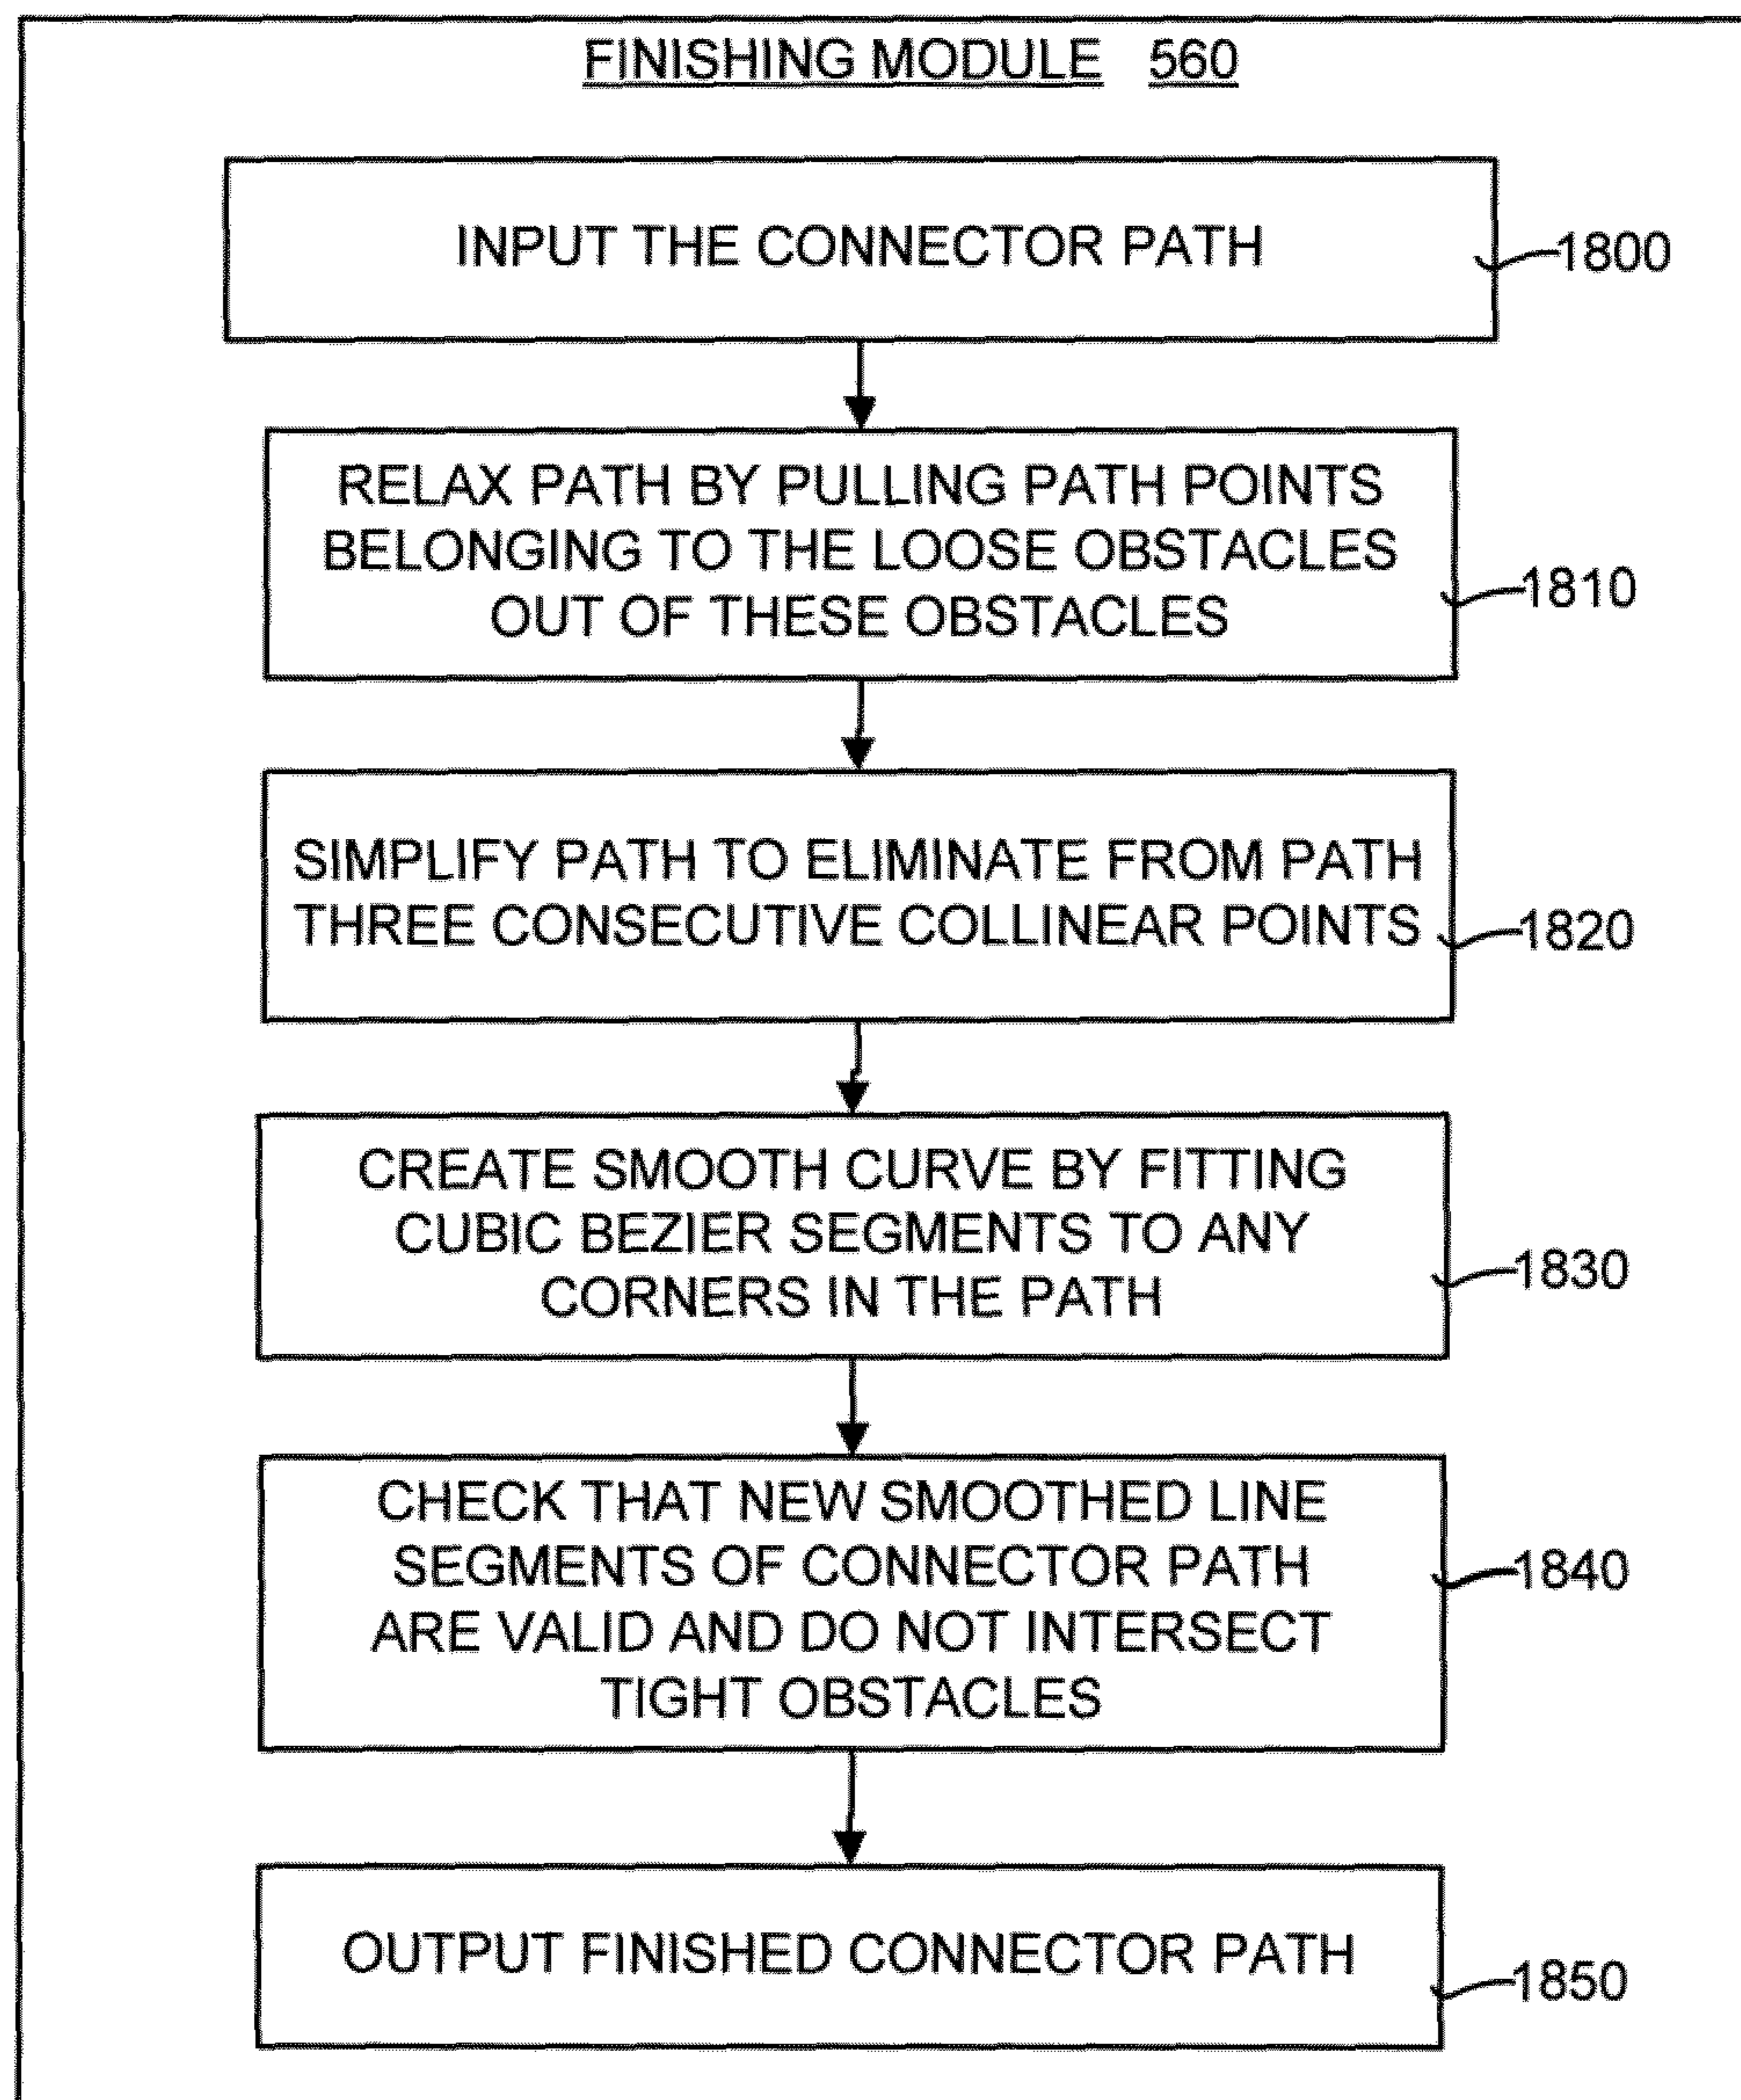 FINISHING MODULE 560
INPUT THE CONNECTOR PATH
1800
RELAX PATH BY PULLING PATH POINTS
BELONGING TO THE LOOSE OBSTACLES
OUT OF THESE OBSTACLES
1810
SIMPLIFY PATH TO ELIMINATE FROM PATH
THREE CONSECUTIVE COLLINEAR POINTS
1820
CREATE SMOOTH CURVE BY FITTING
CUBIC BEZIER SEGMENTS TO ANY
CORNERS IN THE PATH
1830
CHECK THAT NEW SMOOTHED LINE
SEGMENTS OF CONNECTOR PATH
ARE VALID AND DO NOT INTERSECT
TIGHT OBSTACLES
1840
OUTPUT FINISHED CONNECTOR PATH
1850